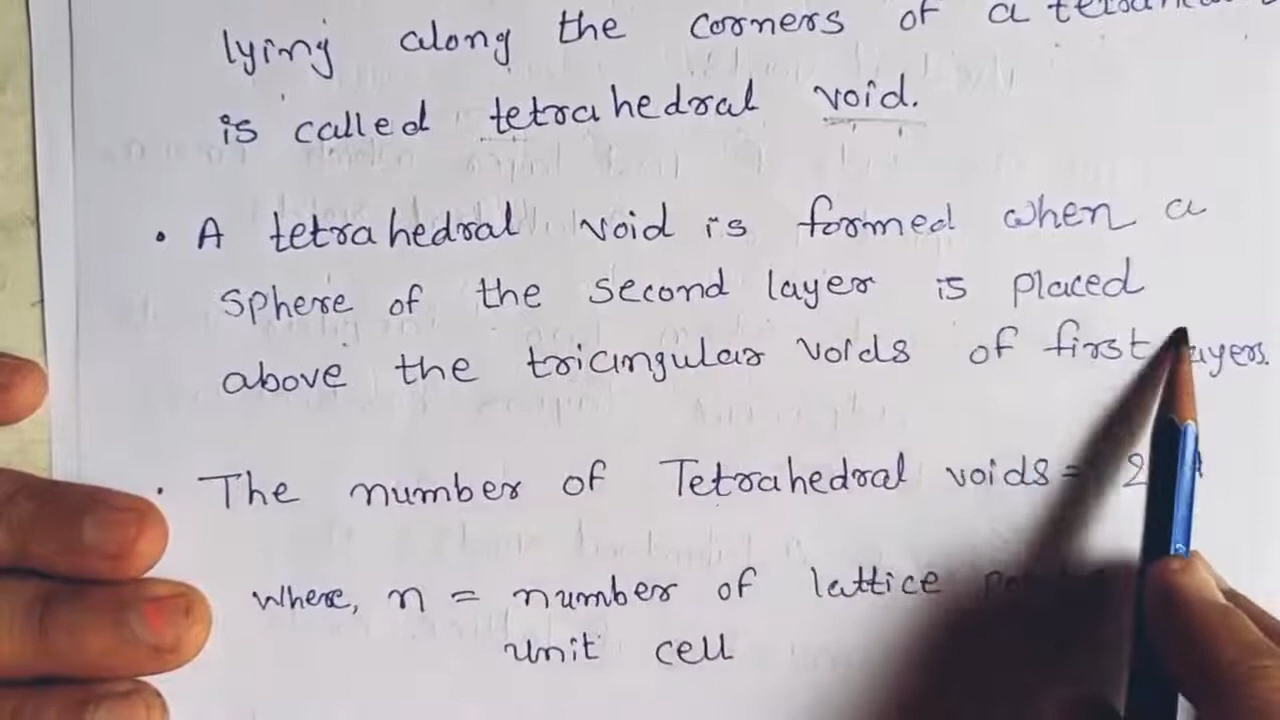 lying along the corners of a
is called tetrahedral void.
• A tetrahedral void is formed when a
sphere of the second layer is placed
above the triangular voids of first ayers.
• The number of Tetrahedral voids = 2
where, n = number of lattice
unit cell